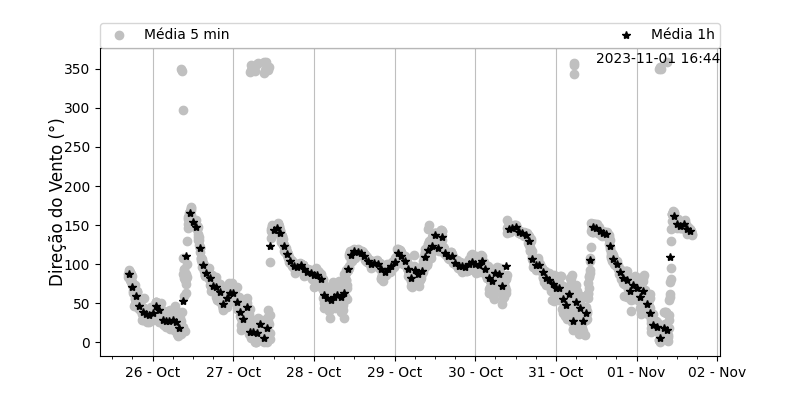 Média 5 min
Média 1h
2023-11-01 16:44
Direção do Vento (°)
350
300
250
200
150
100
50
0
26 - Oct
27 - Oct
28 - Oct
29 - Oct
30 - Oct
31 - Oct
01 - Nov
02 - Nov